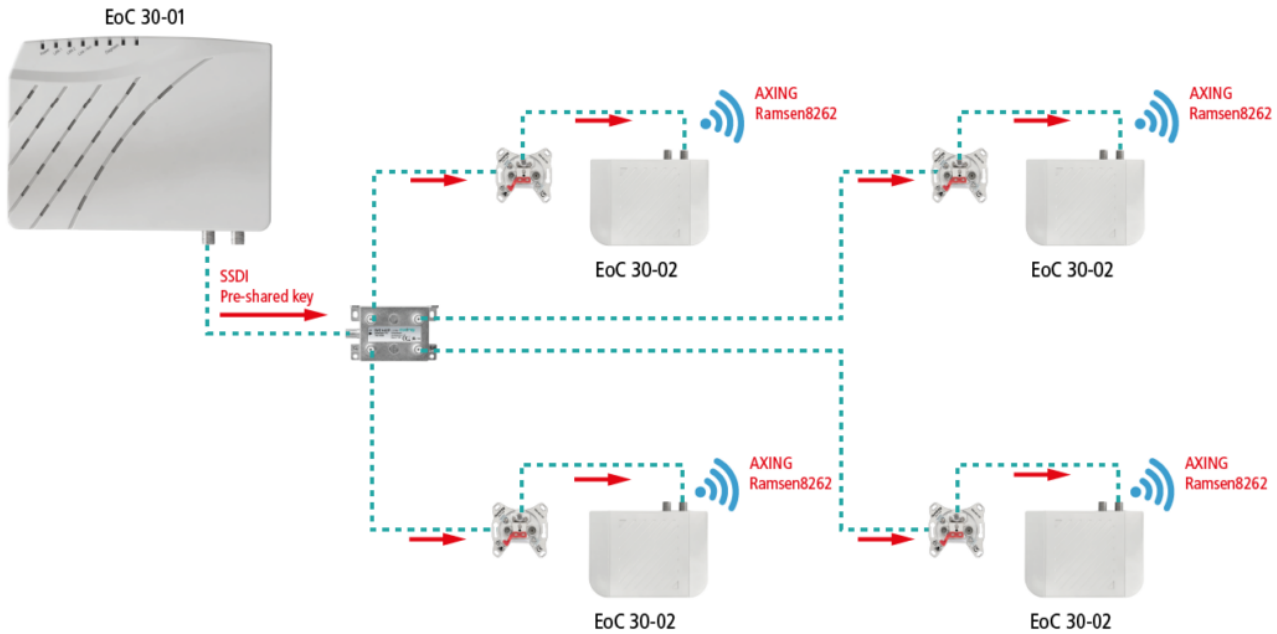 EoC 30-01
AXING
Ramsen8262
AXING
Ramsen8262
EoC 30-02
EoC 30-02
SSDI
Pre-shared key
AXING
Ramsen8262
AXING
Ramsen8262
EoC 30-02
EoC 30-02